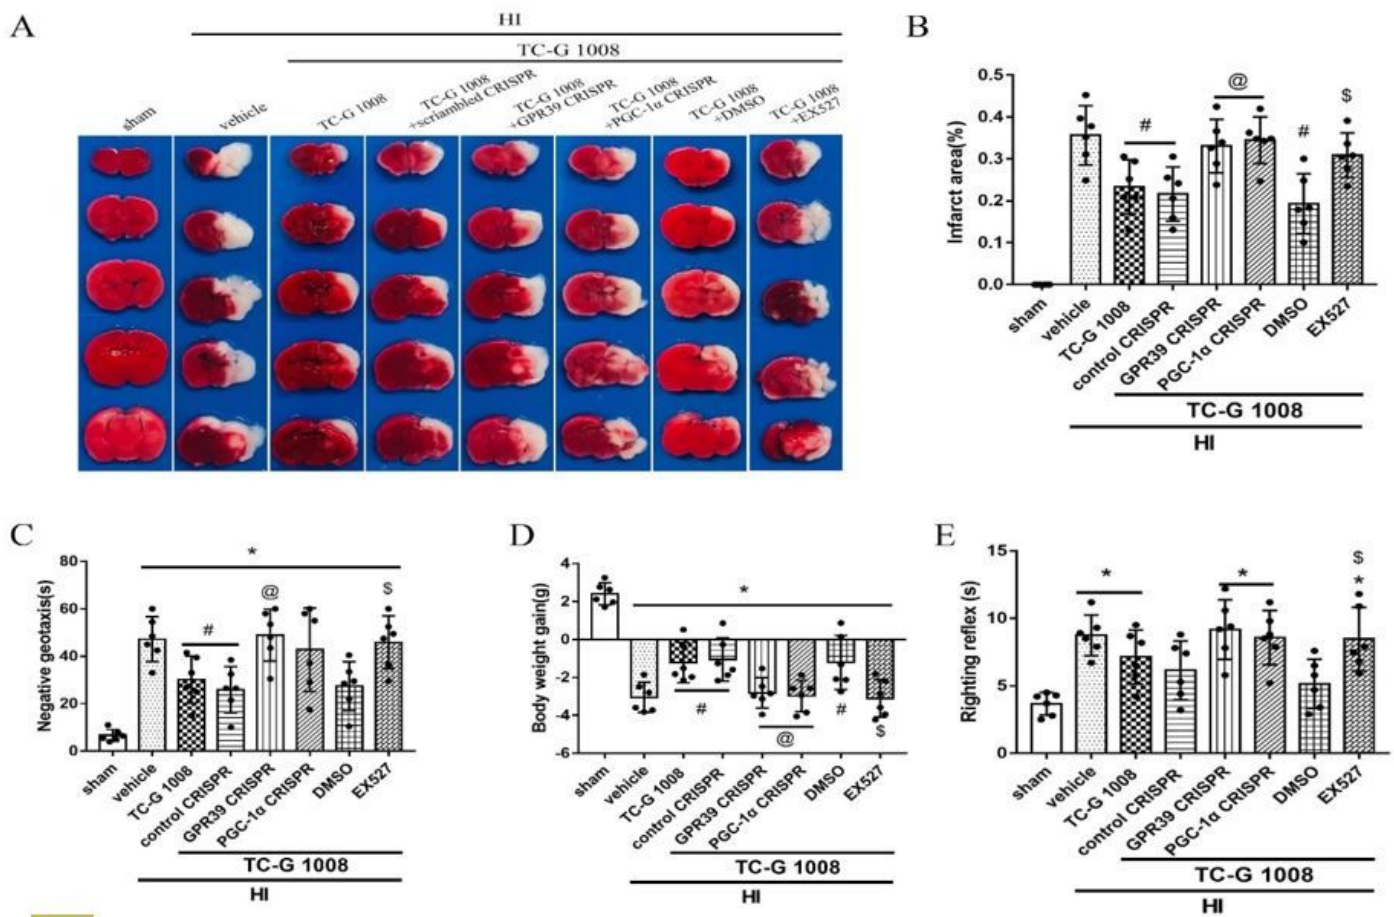 A
HI
TC-G 1008
sham
vehicle
TC-G 1008
TC-G 1008
+scriambled CRISPR
TC-G 1008
+GPR39 CRISPR
TC-G 1008
+PGC-1α CRISPR
TC-G 1008
+DMSO
TC-G 1008
+EX527
B
Infarct area(%)
0.5
0.4
0.3
0.2
0.1
0.0
#
@
#
$
sham
vehicle
TC-G 1008
control CRISPR
GPR39 CRISPR
PGC-1α CRISPR
DMSO
EX527
TC-G 1008
HI
C
Negative geotaxis(s)
80
60
40
20
0
*
#
@
$
sham
vehicle
TC-G 1008
control CRISPR
GPR39 CRISPR
PGC-1α CRISPR
DMSO
EX527
TC-G 1008
HI
D
Body weight gain(g)
4
2
0
-2
-4
-6
*
#
@
#
$
sham
vehicle
TC-G 1008
control CRISPR
GPR39 CRISPR
PGC-1α CRISPR
DMSO
EX527
TC-G 1008
HI
E
Righting reflex (s)
15
10
5
0
*
*
$
*
sham
vehicle
TC-G 1008
control CRISPR
GPR39 CRISPR
PGC-1α CRISPR
DMSO
EX527
TC-G 1008
HI